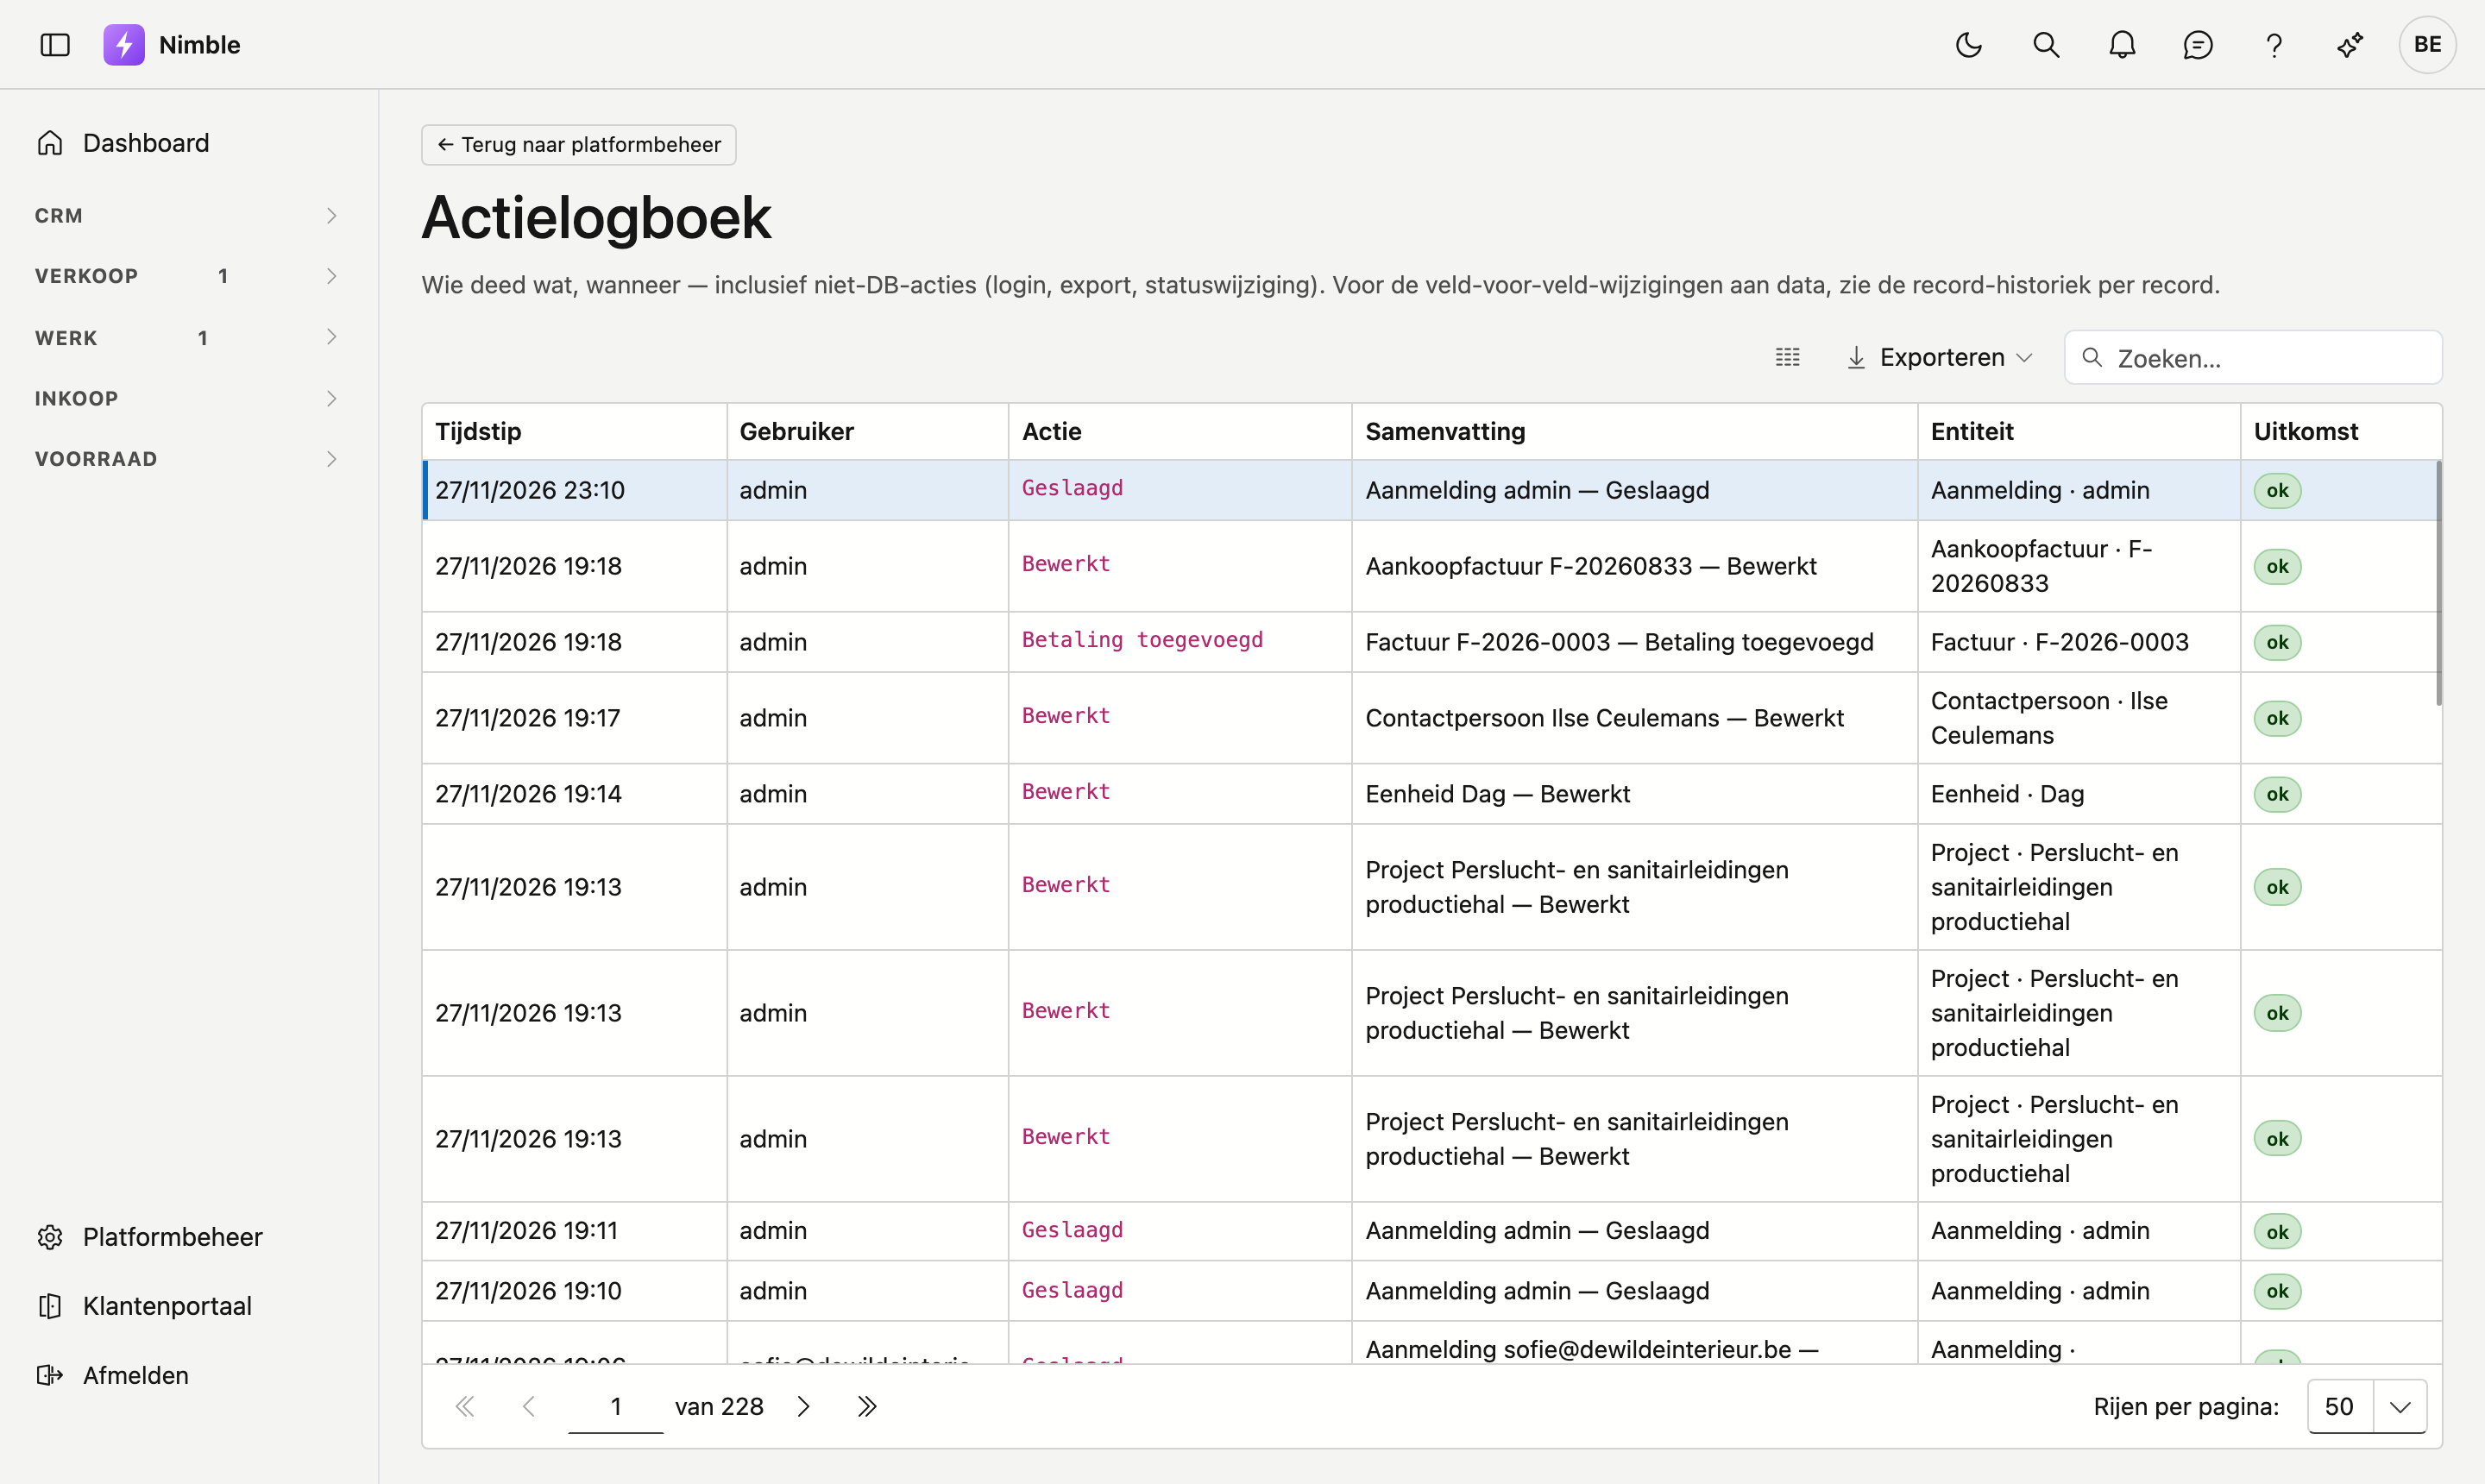 Nimble
BE
Dashboard
CRM
VERKOOP 1
WERK 1
INKOOP
VOORRAAD
Platformbeheer
Klantenportaal
Afmelden
← Terug naar platformbeheer
Actielogboek
Wie deed wat, wanneer — inclusief niet-DB-acties (login, export, statuswijziging). Voor de veld-voor-veld-wijzigingen aan data, zie de record-historiek per record.
Exporteren
Zoeken...
Tijdstip Gebruiker Actie Samenvatting Entiteit Uitkomst
27/11/2026 23:10 admin Geslaagd Aanmelding admin — Geslaagd Aanmelding · admin ok
27/11/2026 19:18 admin Bewerkt Aankoopfactuur F-20260833 — Bewerkt Aankoopfactuur · F-
20260833 ok
27/11/2026 19:18 admin Betaling toegevoegd Factuur F-2026-0003 — Betaling toegevoegd Factuur · F-2026-0003 ok
27/11/2026 19:17 admin Bewerkt Contactpersoon Ilse Ceulemans — Bewerkt Contactpersoon · Ilse
Ceulemans ok
27/11/2026 19:14 admin Bewerkt Eenheid Dag — Bewerkt Eenheid · Dag ok
27/11/2026 19:13 admin Bewerkt Project Perslucht- en sanitairleidingen
productiehal — Bewerkt Project · Perslucht- en
sanitairleidingen
productiehal ok
27/11/2026 19:13 admin Bewerkt Project Perslucht- en sanitairleidingen
productiehal — Bewerkt Project · Perslucht- en
sanitairleidingen
productiehal ok
27/11/2026 19:13 admin Bewerkt Project Perslucht- en sanitairleidingen
productiehal — Bewerkt Project · Perslucht- en
sanitairleidingen
productiehal ok
27/11/2026 19:11 admin Geslaagd Aanmelding admin — Geslaagd Aanmelding · admin ok
27/11/2026 19:10 admin Geslaagd Aanmelding admin — Geslaagd Aanmelding · admin ok
Aanmelding sofie@dewildeinterieur.be — Aanmelding ·
1 van 228
Rijen per pagina: 50